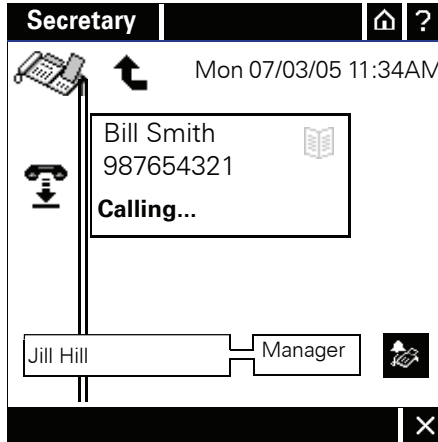 Secretary ?
Mon 07/03/05 11:34AM
Bill Smith
987654321
Calling...
Jill Hill
Manager